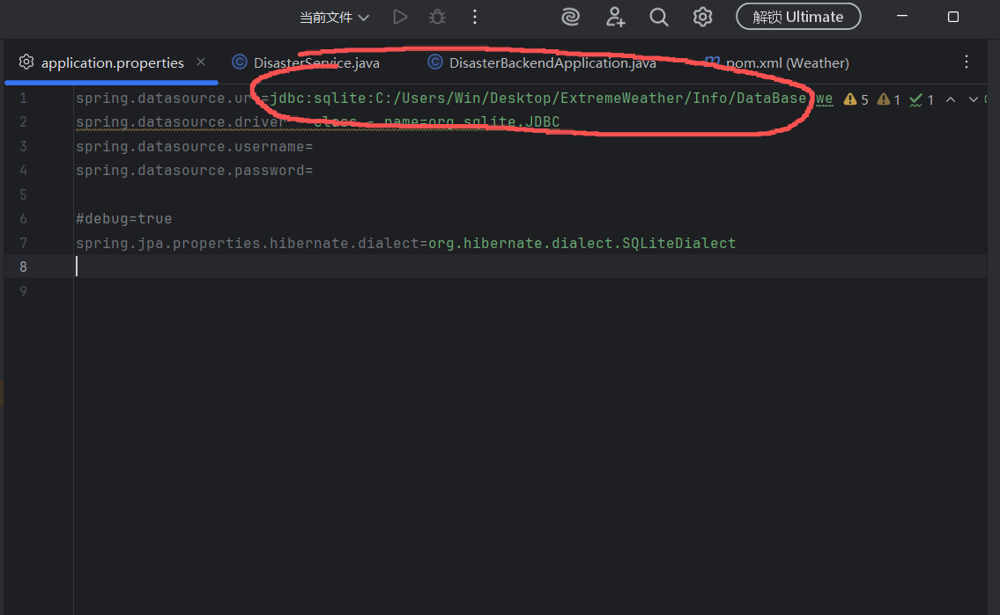 当前文件
解锁 Ultimate
application.properties
DisasterService.java
DisasterBackendApplication.java
pom.xml (Weather)
1 spring.datasource.ur =jdbc:sqlite:C:/Users/Win/Desktop/ExtremeWeather/Info/DataBase we 5 1 1
2 spring.datasource.driver - class - name=org.sqlite.JDBC
3 spring.datasource.username=
4 spring.datasource.password=
5
6 #debug=true
7 spring.jpa.properties.hibernate.dialect=org.hibernate.dialect.SQLiteDialect
8
9